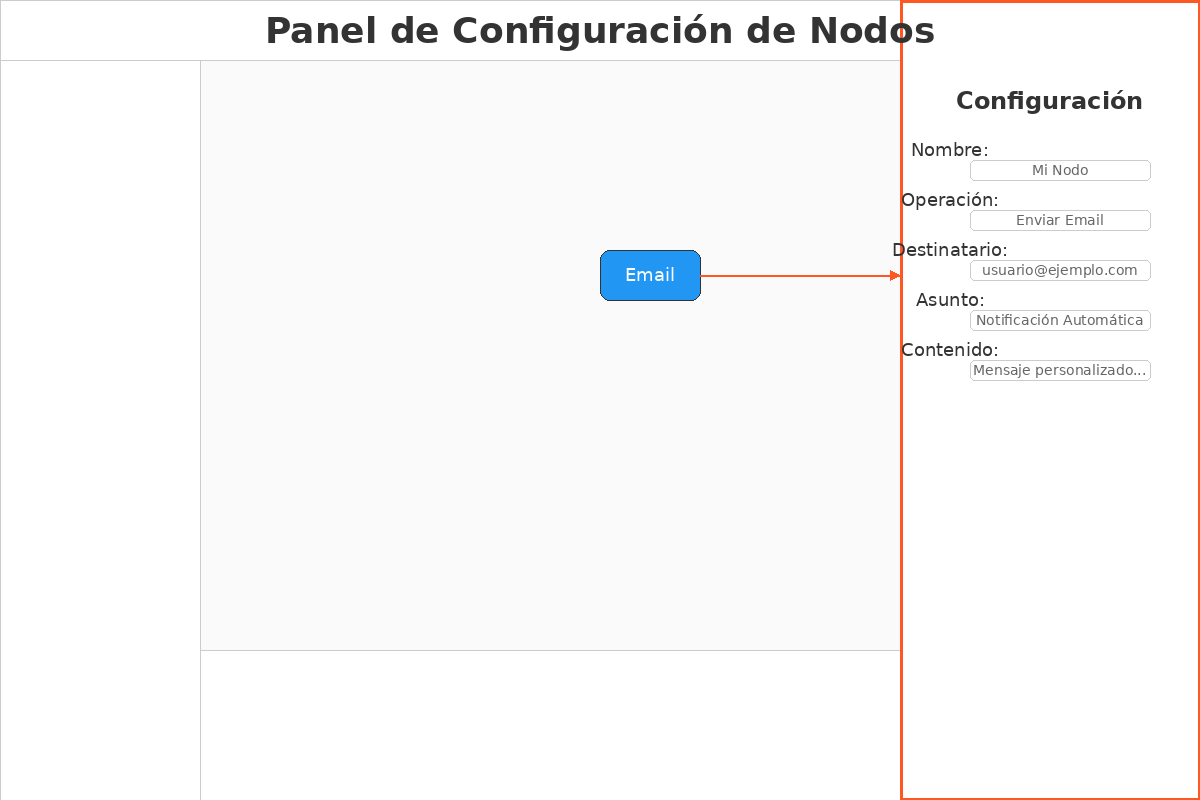 Panel de Configuración de Nodos
Configuración
Nombre:
Mi Nodo
Operación:
Enviar Email
Destinatario:
Email
usuario@ejemplo.com
Asunto:
Notificación Automática
Contenido:
Mensaje personalizado...